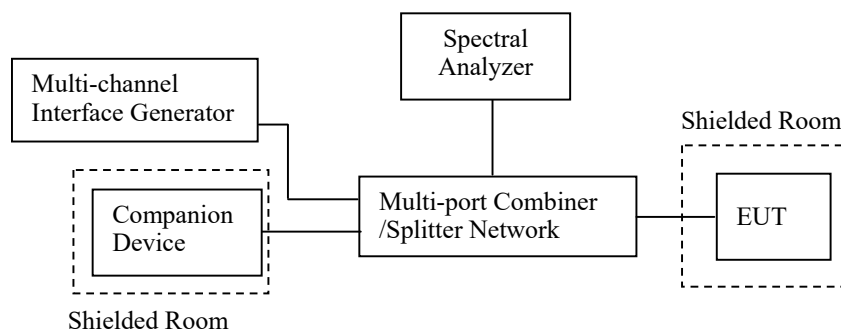 Spectral
Analyzer
Multi-channel
Interface Generator
Shielded Room
Multi-port Combiner
/Splitter Network
EUT
Companion
Device
Shielded Room